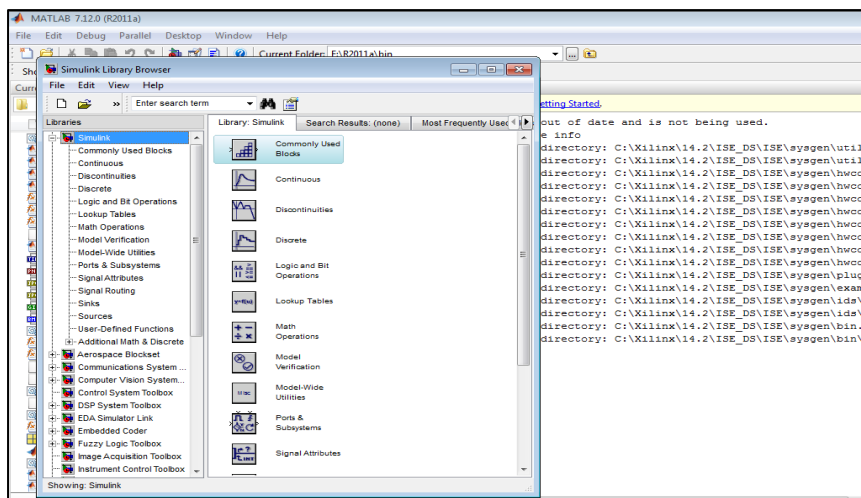 MATLAB 7.12.0 (R2011a)
File Edit Debug Parallel Desktop Window Help
Current Folder: F:\R2011a\bin
Simulink Library Browser
File Edit View Help
Enter search term
Libraries
Simulink
Commonly Used Blocks
Continuous
Discontinuities
Discrete
Logic and Bit Operations
Lookup Tables
Math Operations
Model Verification
Model-Wide Utilities
Ports & Subsystems
Signal Attributes
Signal Routing
Sinks
Sources
User-Defined Functions
Additional Math & Discrete
Aerospace Blockset
Communications System ...
Computer Vision System...
Control System Toolbox
DSP System Toolbox
EDA Simulator Link
Embedded Coder
Fuzzy Logic Toolbox
Image Acquisition Toolbox
Instrument Control Toolbox
Library: Simulink Search Results: (none) Most Frequently Used
Commonly Used
Blocks
Continuous
Discontinuities
Discrete
Logic and Bit
Operations
Lookup Tables
Math
Operations
Model
Verification
Model-Wide
Utilities
Ports &
Subsystems
Signal Attributes
Showing: Simulink
etting Started.
out of date and is not being used.
e info
directory: C:\Xilinx\14.2\ISE_DS\ISE\sysgen\util
directory: C:\Xilinx\14.2\ISE_DS\ISE\sysgen\util
directory: C:\Xilinx\14.2\ISE_DS\ISE\sysgen\hwco
directory: C:\Xilinx\14.2\ISE_DS\ISE\sysgen\hwco
directory: C:\Xilinx\14.2\ISE_DS\ISE\sysgen\hwco
directory: C:\Xilinx\14.2\ISE_DS\ISE\sysgen\hwco
directory: C:\Xilinx\14.2\ISE_DS\ISE\sysgen\hwco
directory: C:\Xilinx\14.2\ISE_DS\ISE\sysgen\hwco
directory: C:\Xilinx\14.2\ISE_DS\ISE\sysgen\hwco
directory: C:\Xilinx\14.2\ISE_DS\ISE\sysgen\plug
directory: C:\Xilinx\14.2\ISE_DS\ISE\sysgen\exam
directory: C:\Xilinx\14.2\ISE_DS\ISE\sysgen\ids\
directory: C:\Xilinx\14.2\ISE_DS\ISE\sysgen\ids\
directory: C:\Xilinx\14.2\ISE_DS\ISE\sysgen\bin.
directory: C:\Xilinx\14.2\ISE_DS\ISE\sysgen\bin\